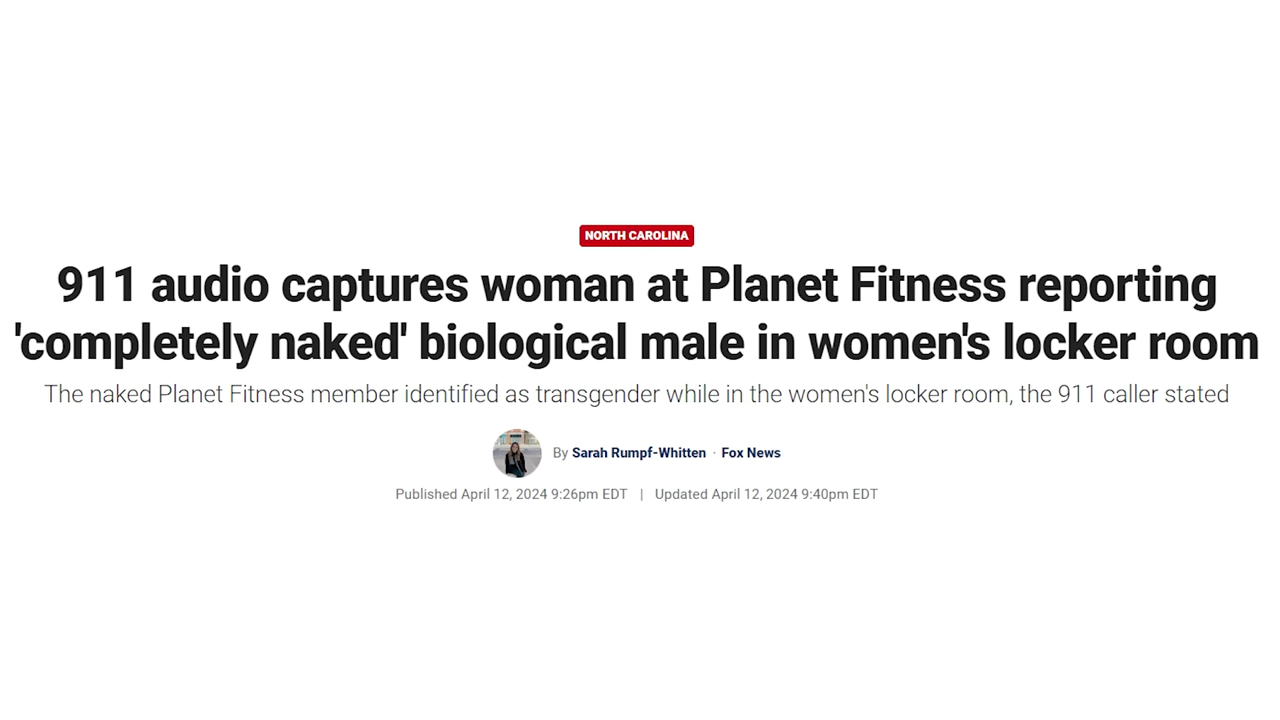 NORTH CAROLINA
911 audio captures woman at Planet Fitness reporting
'completely naked' biological male in women's locker room
The naked Planet Fitness member identified as transgender while in the women's locker room, the 911 caller stated
By Sarah Rumpf-Whitten · Fox News
Published April 12, 2024 9:26pm EDT | Updated April 12, 2024 9:40pm EDT